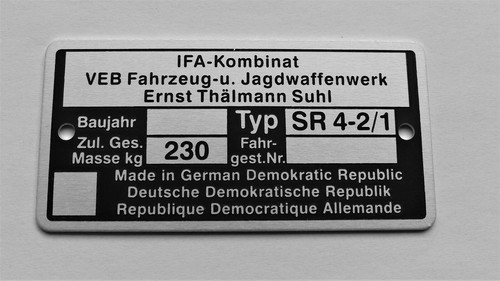 IFA-Kombinat
VEB Fahrzeug-u. Jagdwaffenwerk
Ernst Thälmann Suhl
Baujahr Typ SR 4-2/1
Zul. Ges. Fahr-
Masse kg 230 gest.Nr.
Made in German Demokratic Republic
Deutsche Demokratische Republik
Republique Democratique Allemande